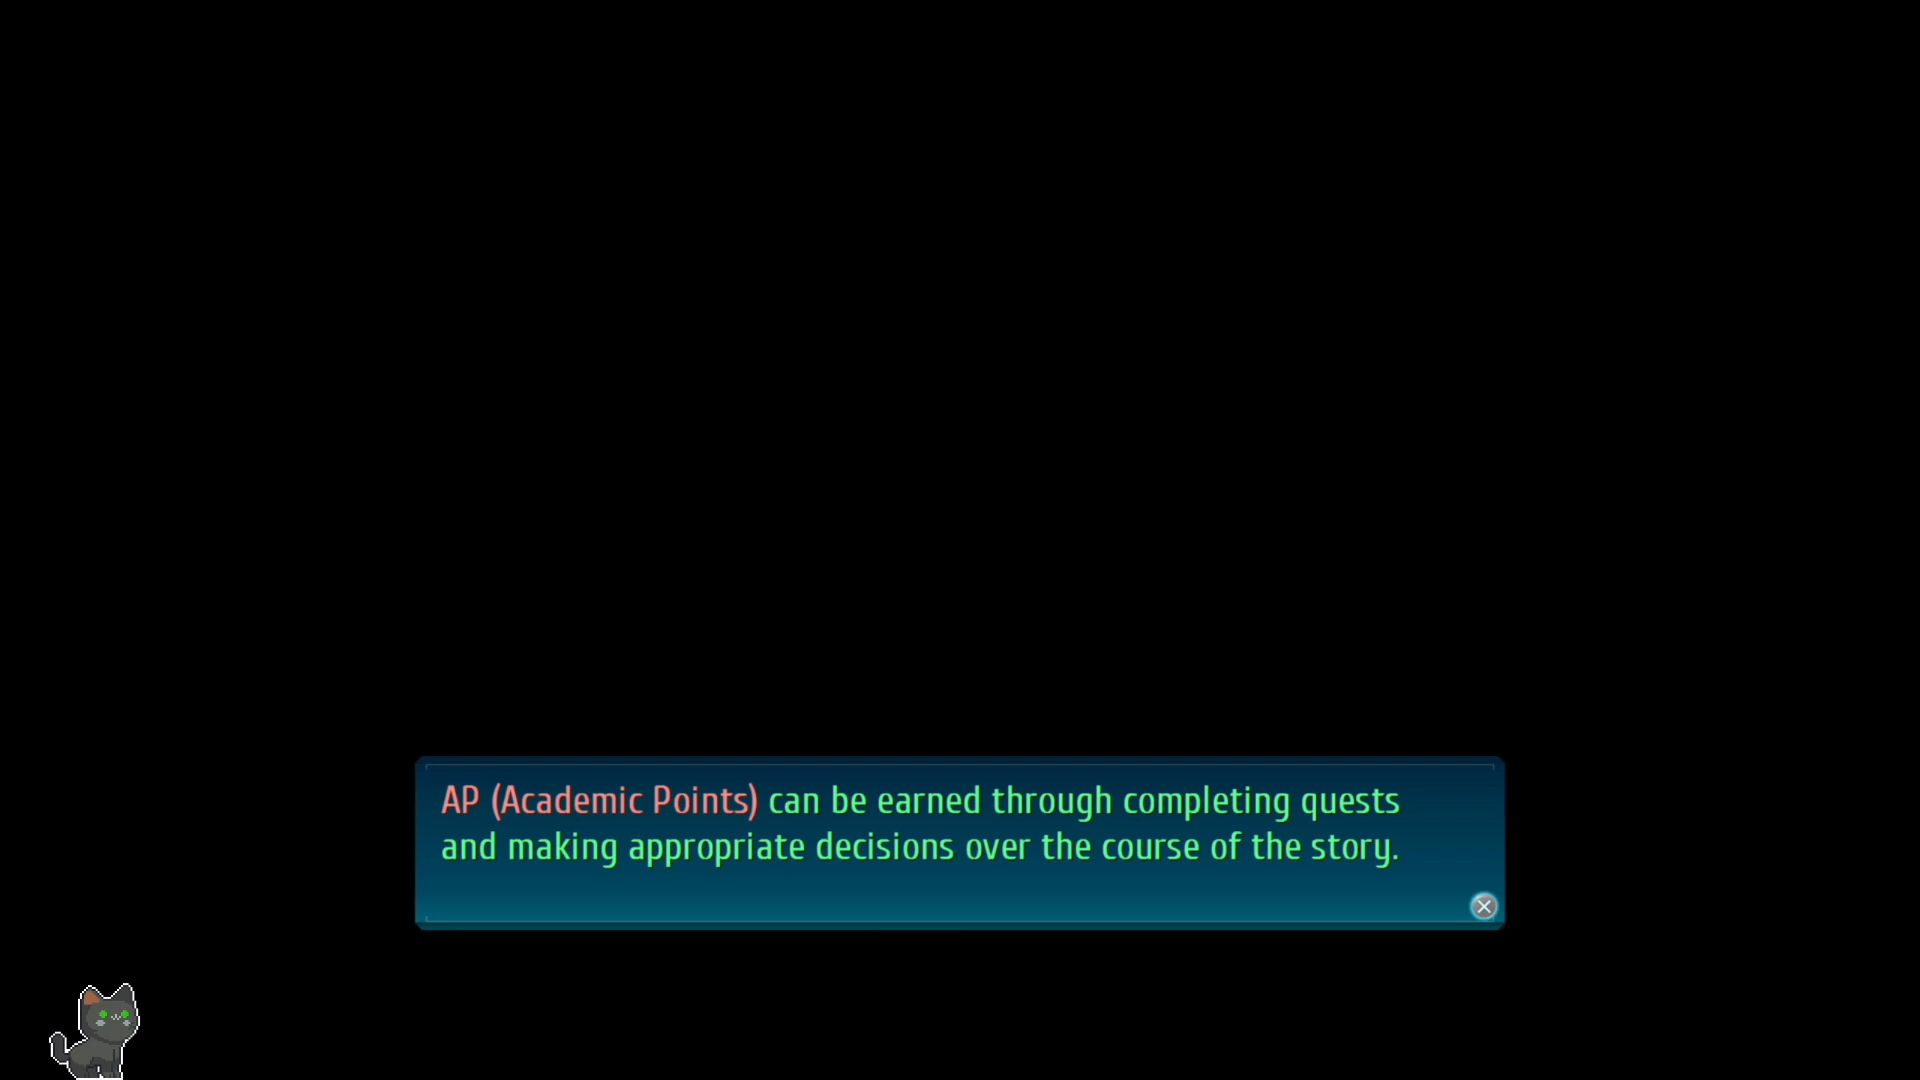 AP (Academic Points) can be earned through completing quests
and making appropriate decisions over the course of the story.